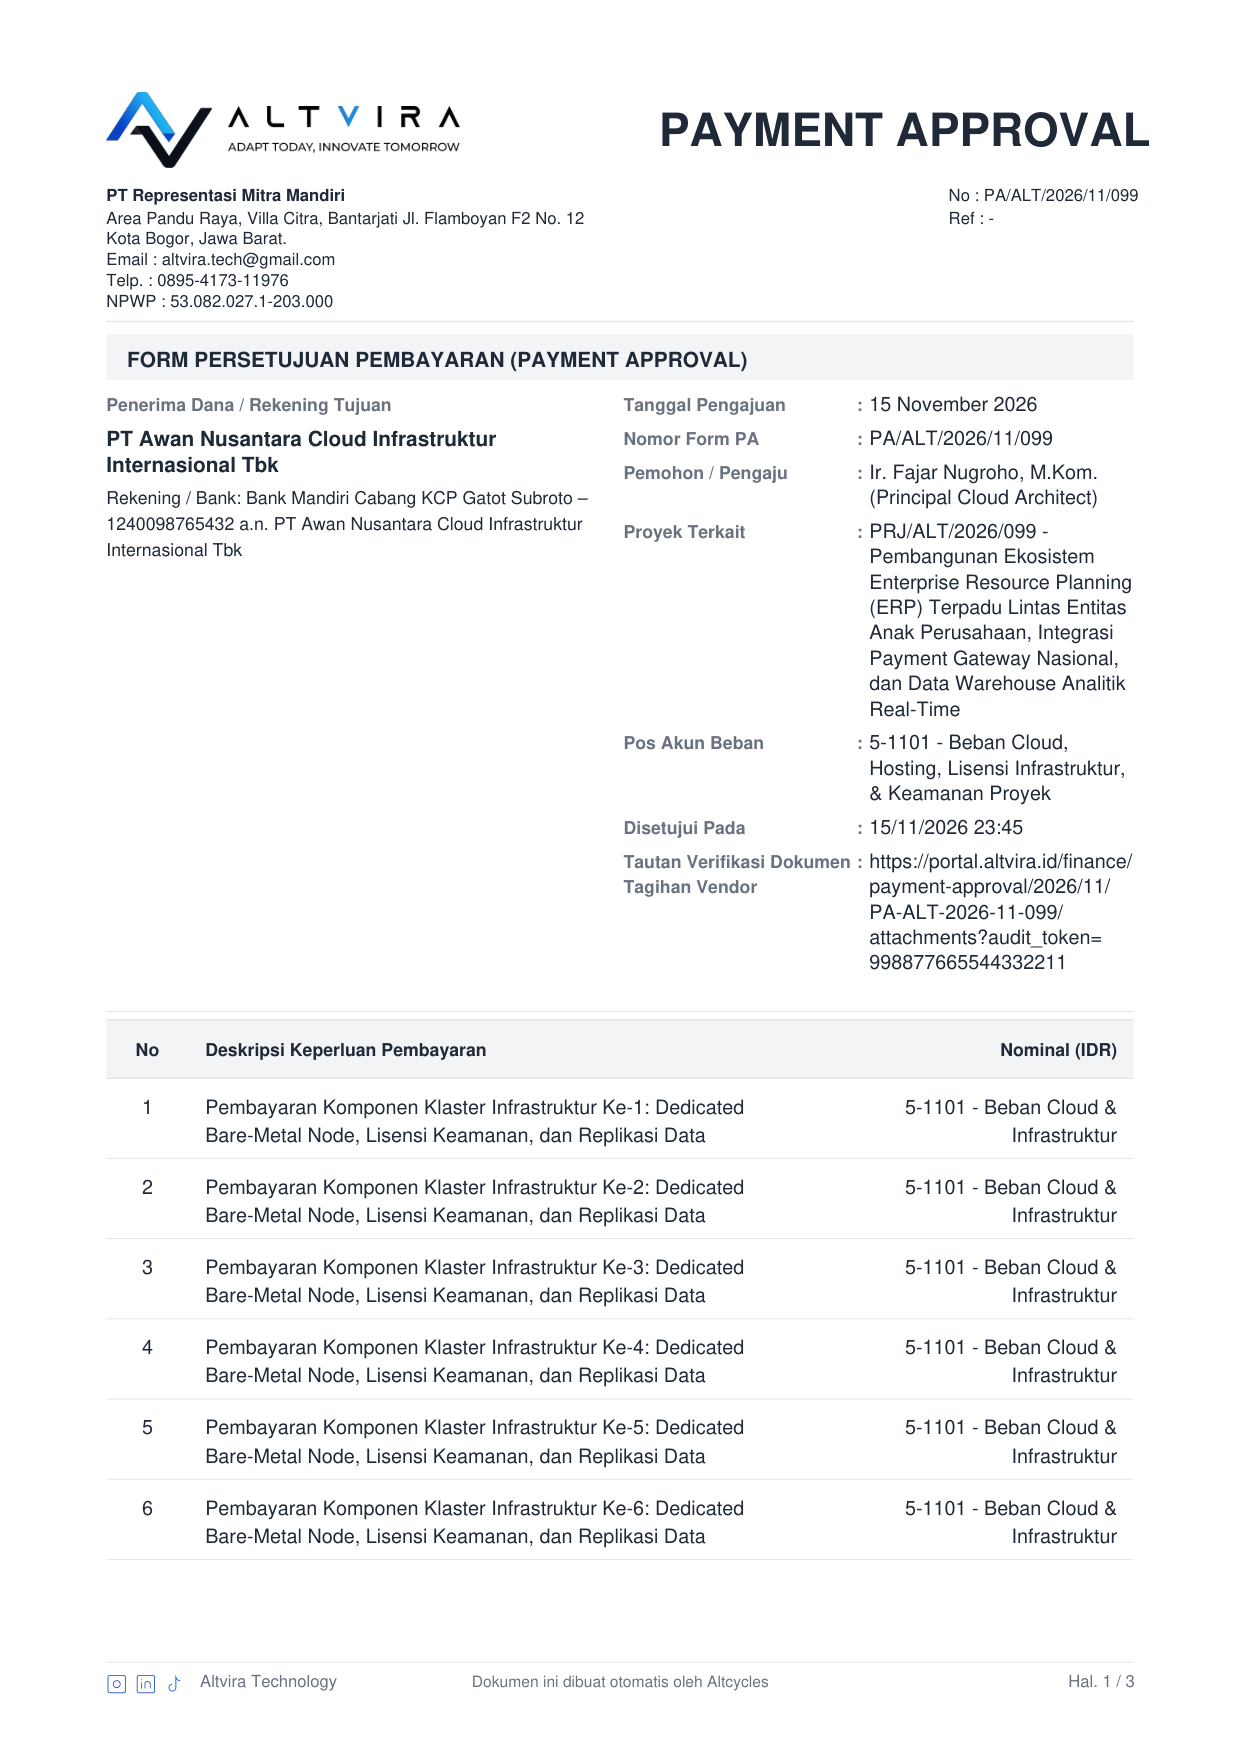 ALTVIRA
ADAPT TODAY, INNOVATE TOMORROW
PAYMENT APPROVAL
PT Representasi Mitra Mandiri
Area Pandu Raya, Villa Citra, Bantarjati Jl. Flamboyan F2 No. 12
Kota Bogor, Jawa Barat.
Email : altvira.tech@gmail.com
Telp. : 0895-4173-11976
NPWP : 53.082.027.1-203.000
No : PA/ALT/2026/11/099
Ref : -
FORM PERSETUJUAN PEMBAYARAN (PAYMENT APPROVAL)
Penerima Dana / Rekening Tujuan
PT Awan Nusantara Cloud Infrastruktur
Internasional Tbk
Rekening / Bank: Bank Mandiri Cabang KCP Gatot Subroto –
1240098765432 a.n. PT Awan Nusantara Cloud Infrastruktur
Internasional Tbk
Tanggal Pengajuan : 15 November 2026
Nomor Form PA : PA/ALT/2026/11/099
Pemohon / Pengaju : Ir. Fajar Nugroho, M.Kom.
(Principal Cloud Architect)
Proyek Terkait : PRJ/ALT/2026/099 -
Pembangunan Ekosistem
Enterprise Resource Planning
(ERP) Terpadu Lintas Entitas
Anak Perusahaan, Integrasi
Payment Gateway Nasional,
dan Data Warehouse Analitik
Real-Time
Pos Akun Beban : 5-1101 - Beban Cloud,
Hosting, Lisensi Infrastruktur,
& Keamanan Proyek
Disetujui Pada : 15/11/2026 23:45
Tautan Verifikasi Dokumen : https://portal.altvira.id/finance/
Tagihan Vendor payment-approval/2026/11/
PA-ALT-2026-11-099/
attachments?audit_token=
998877665544332211
No Deskripsi Keperluan Pembayaran Nominal (IDR)
1 Pembayaran Komponen Klaster Infrastruktur Ke-1: Dedicated 5-1101 - Beban Cloud &
Bare-Metal Node, Lisensi Keamanan, dan Replikasi Data Infrastruktur
2 Pembayaran Komponen Klaster Infrastruktur Ke-2: Dedicated 5-1101 - Beban Cloud &
Bare-Metal Node, Lisensi Keamanan, dan Replikasi Data Infrastruktur
3 Pembayaran Komponen Klaster Infrastruktur Ke-3: Dedicated 5-1101 - Beban Cloud &
Bare-Metal Node, Lisensi Keamanan, dan Replikasi Data Infrastruktur
4 Pembayaran Komponen Klaster Infrastruktur Ke-4: Dedicated 5-1101 - Beban Cloud &
Bare-Metal Node, Lisensi Keamanan, dan Replikasi Data Infrastruktur
5 Pembayaran Komponen Klaster Infrastruktur Ke-5: Dedicated 5-1101 - Beban Cloud &
Bare-Metal Node, Lisensi Keamanan, dan Replikasi Data Infrastruktur
6 Pembayaran Komponen Klaster Infrastruktur Ke-6: Dedicated 5-1101 - Beban Cloud &
Bare-Metal Node, Lisensi Keamanan, dan Replikasi Data Infrastruktur
Altvira Technology Dokumen ini dibuat otomatis oleh Altcycles Hal. 1 / 3